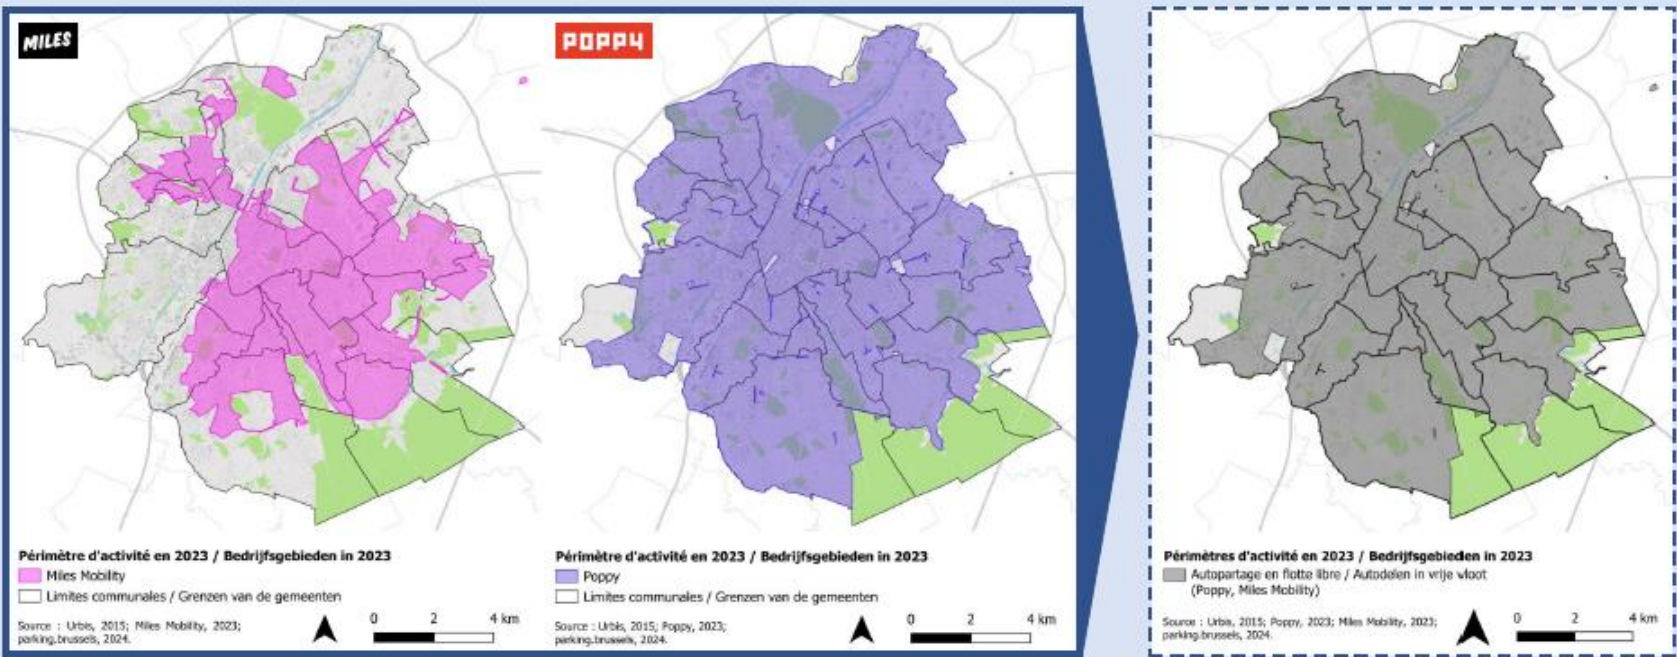 MILES
POPPY
Périmètre d'activité en 2023 / Bedrijfsgebieden in 2023
Miles Mobility
Limites communales / Grenzen van de gemeenten
Source : Urbis, 2015; Miles Mobility, 2023;
parking.brussels, 2024.
0 2 4 km
Périmètre d'activité en 2023 / Bedrijfsgebieden in 2023
Poppy
Limites communales / Grenzen van de gemeenten
Source : Urbis, 2015; Poppy, 2023;
parking.brussels, 2024.
0 2 4 km
Périmètres d'activité en 2023 / Bedrijfsgebieden in 2023
Autopartage en flotte libre / Autodelen in vrije vloot
(Poppy, Miles Mobility)
Source : Urbis, 2015; Poppy, 2023; Miles Mobility, 2023;
parking.brussels, 2024.
0 2 4 km